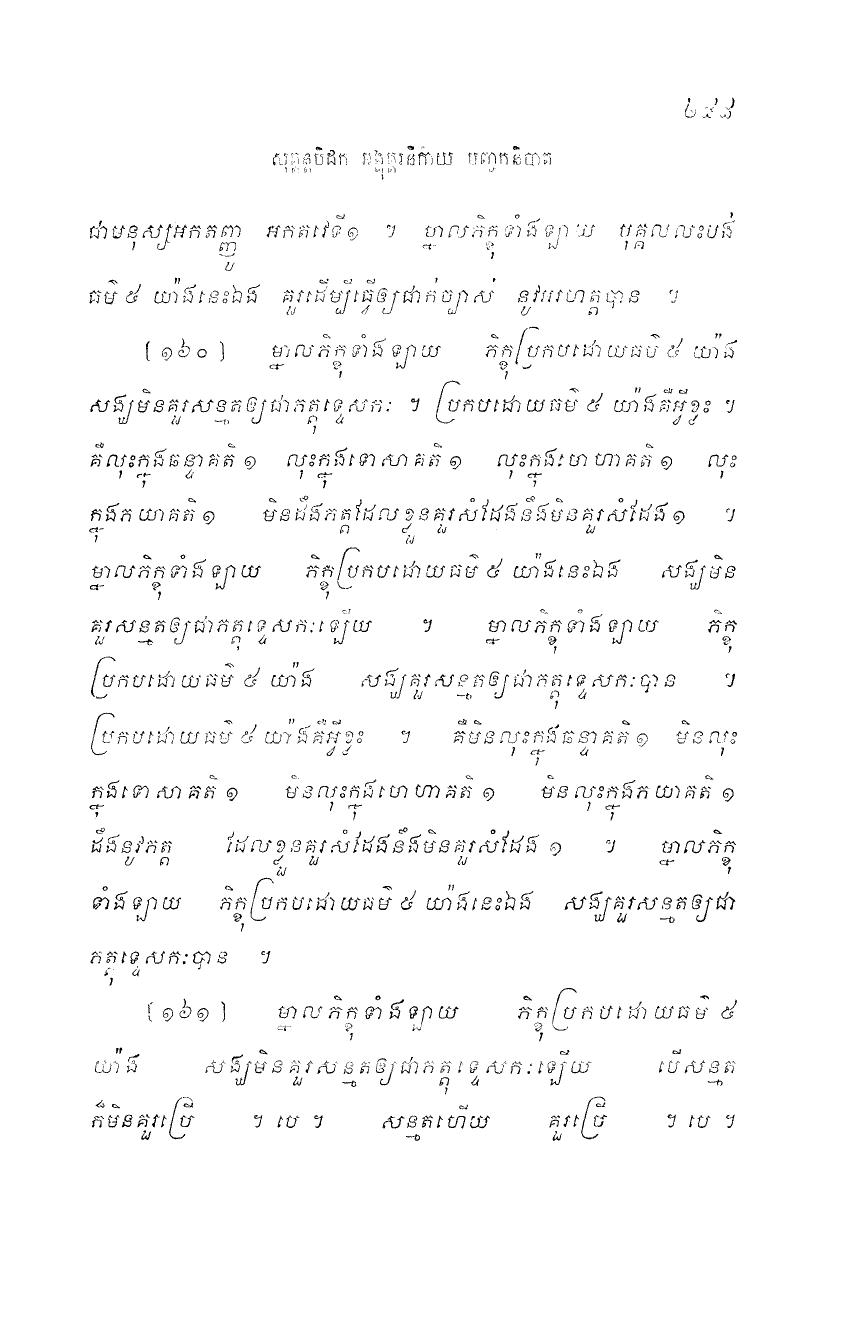 សុត្តន្តបិដក អង្គុត្តរនិកាយ បញ្ចកនិបាត
ជាមនុស្សអកតញ្ញូ អកតវេទី១ ។ ម្នាលភិក្ខុទាំងឡាយ បុគ្គលលះបង់
ធម៌ ៥ យ៉ាងនេះឯង គួរដើម្បីធ្វើឲ្យជាក់ច្បាស់ នូវអរហត្តបាន ។
(១៦០) ម្នាលភិក្ខុទាំងឡាយ ភិក្ខុប្រកបដោយធម៌ ៥ យ៉ាង
សង្ឃមិនគួរសន្មតឲ្យជាភត្តុទ្ទេសកៈ ។ ប្រកបដោយធម៌ ៥ យ៉ាងគឺអ្វីខ្លះ ។
គឺលុះក្នុងឆន្ទាគតិ ១ លុះក្នុងទោសាគតិ ១ លុះក្នុងមោហាគតិ ១ លុះ
ក្នុងភយាគតិ ១ មិនដឹងភត្តដែលខ្លួនគួរសំដែងនឹងមិនគួរសំដែង ១ ។
ម្នាលភិក្ខុទាំងឡាយ ភិក្ខុប្រកបដោយធម៌ ៥ យ៉ាងនេះឯង សង្ឃមិន
គួរសន្មតឲ្យជាភត្តុទ្ទេសកៈឡើយ ។ ម្នាលភិក្ខុទាំងឡាយ ភិក្ខុ
ប្រកបដោយធម៌ ៥ យ៉ាង សង្ឃគួរសន្មតឲ្យជាភត្តុទ្ទេសកៈបាន ។
ប្រកបដោយធម៌ ៥ យ៉ាងគឺអ្វីខ្លះ ។ គឺមិនលុះក្នុងឆន្ទាគតិ ១ មិនលុះ
ក្នុងទោសាគតិ ១ មិនលុះក្នុងមោហាគតិ ១ មិនលុះក្នុងភយាគតិ ១
ដឹងនូវភត្ត ដែលខ្លួនគួរសំដែងនឹងមិនគួរសំដែង ១ ។ ម្នាលភិក្ខុ
ទាំងឡាយ ភិក្ខុប្រកបដោយធម៌ ៥ យ៉ាងនេះឯង សង្ឃគួរសន្មតឲ្យជា
ភត្តុទ្ទេសកៈបាន ។
(១៦១) ម្នាលភិក្ខុទាំងឡាយ ភិក្ខុប្រកបដោយធម៌ ៥
យ៉ាង សង្ឃមិនគួរសន្មតឲ្យជាភត្តុទ្ទេសកៈឡើយ បើសន្មត
ក៏មិនគួរប្រើ ។ បេ ។ សន្មតហើយ គួរប្រើ ។ បេ ។